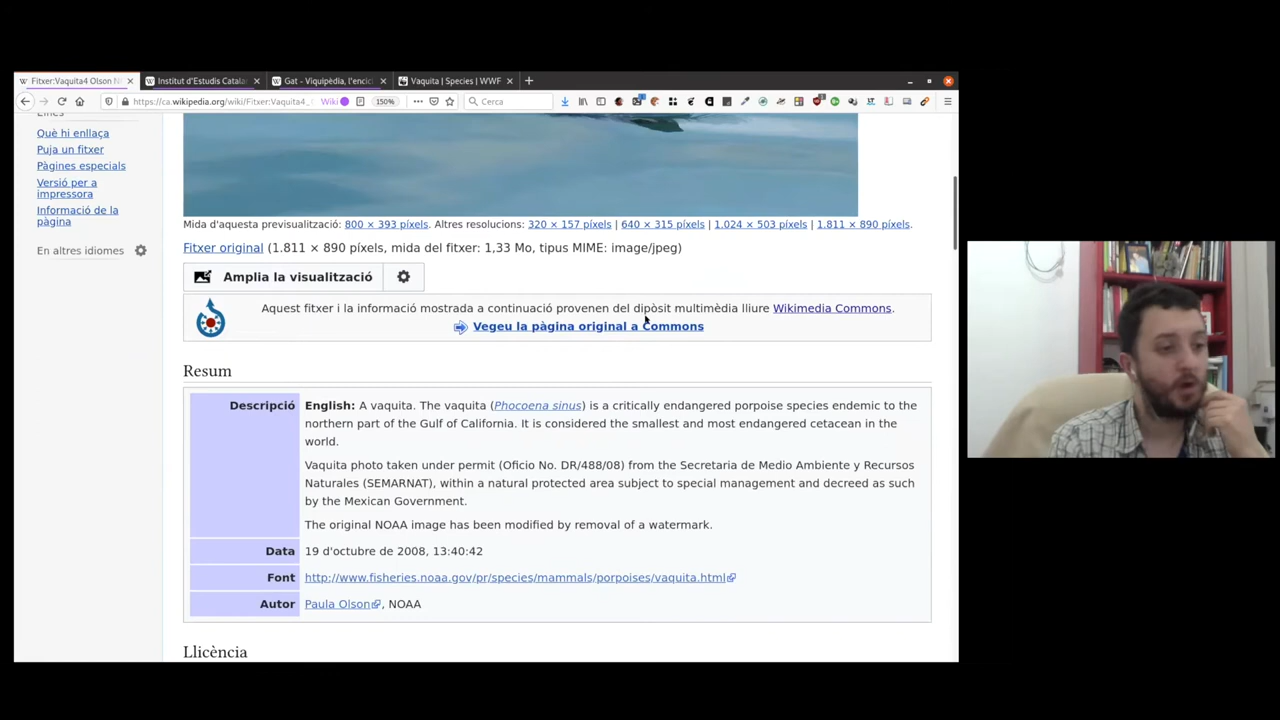 Fitxer:Vaquita4 Olson N
Institut d'Estudis Catala
Gat - Viquipèdia, l'encic
Vaquita | Species | WWF
https://ca.wikipedia.org/wiki/Fitxer:Vaquita4_
Wiki
150%
Cerca
Què hi enllaça
Puja un fitxer
Pàgines especials
Versió per a
impressora
Informació de la
pàgina
En altres idiomes
Mida d'aquesta previsualització: 800 × 393 píxels. Altres resolucions: 320 × 157 píxels | 640 × 315 píxels | 1.024 × 503 píxels | 1.811 × 890 píxels.
Fitxer original (1.811 × 890 píxels, mida del fitxer: 1,33 Mo, tipus MIME: image/jpeg)
Amplia la visualització
Aquest fitxer i la informació mostrada a continuació provenen del dipòsit multimèdia lliure Wikimedia Commons.
Vegeu la pàgina original a Commons
Resum
Descripció
English: A vaquita. The vaquita (Phocoena sinus) is a critically endangered porpoise species endemic to the
northern part of the Gulf of California. It is considered the smallest and most endangered cetacean in the
world.
Vaquita photo taken under permit (Oficio No. DR/488/08) from the Secretaria de Medio Ambiente y Recursos
Naturales (SEMARNAT), within a natural protected area subject to special management and decreed as such
by the Mexican Government.
The original NOAA image has been modified by removal of a watermark.
Data 19 d'octubre de 2008, 13:40:42
Font http://www.fisheries.noaa.gov/pr/species/mammals/porpoises/vaquita.html
Autor Paula Olson, NOAA
Llicència